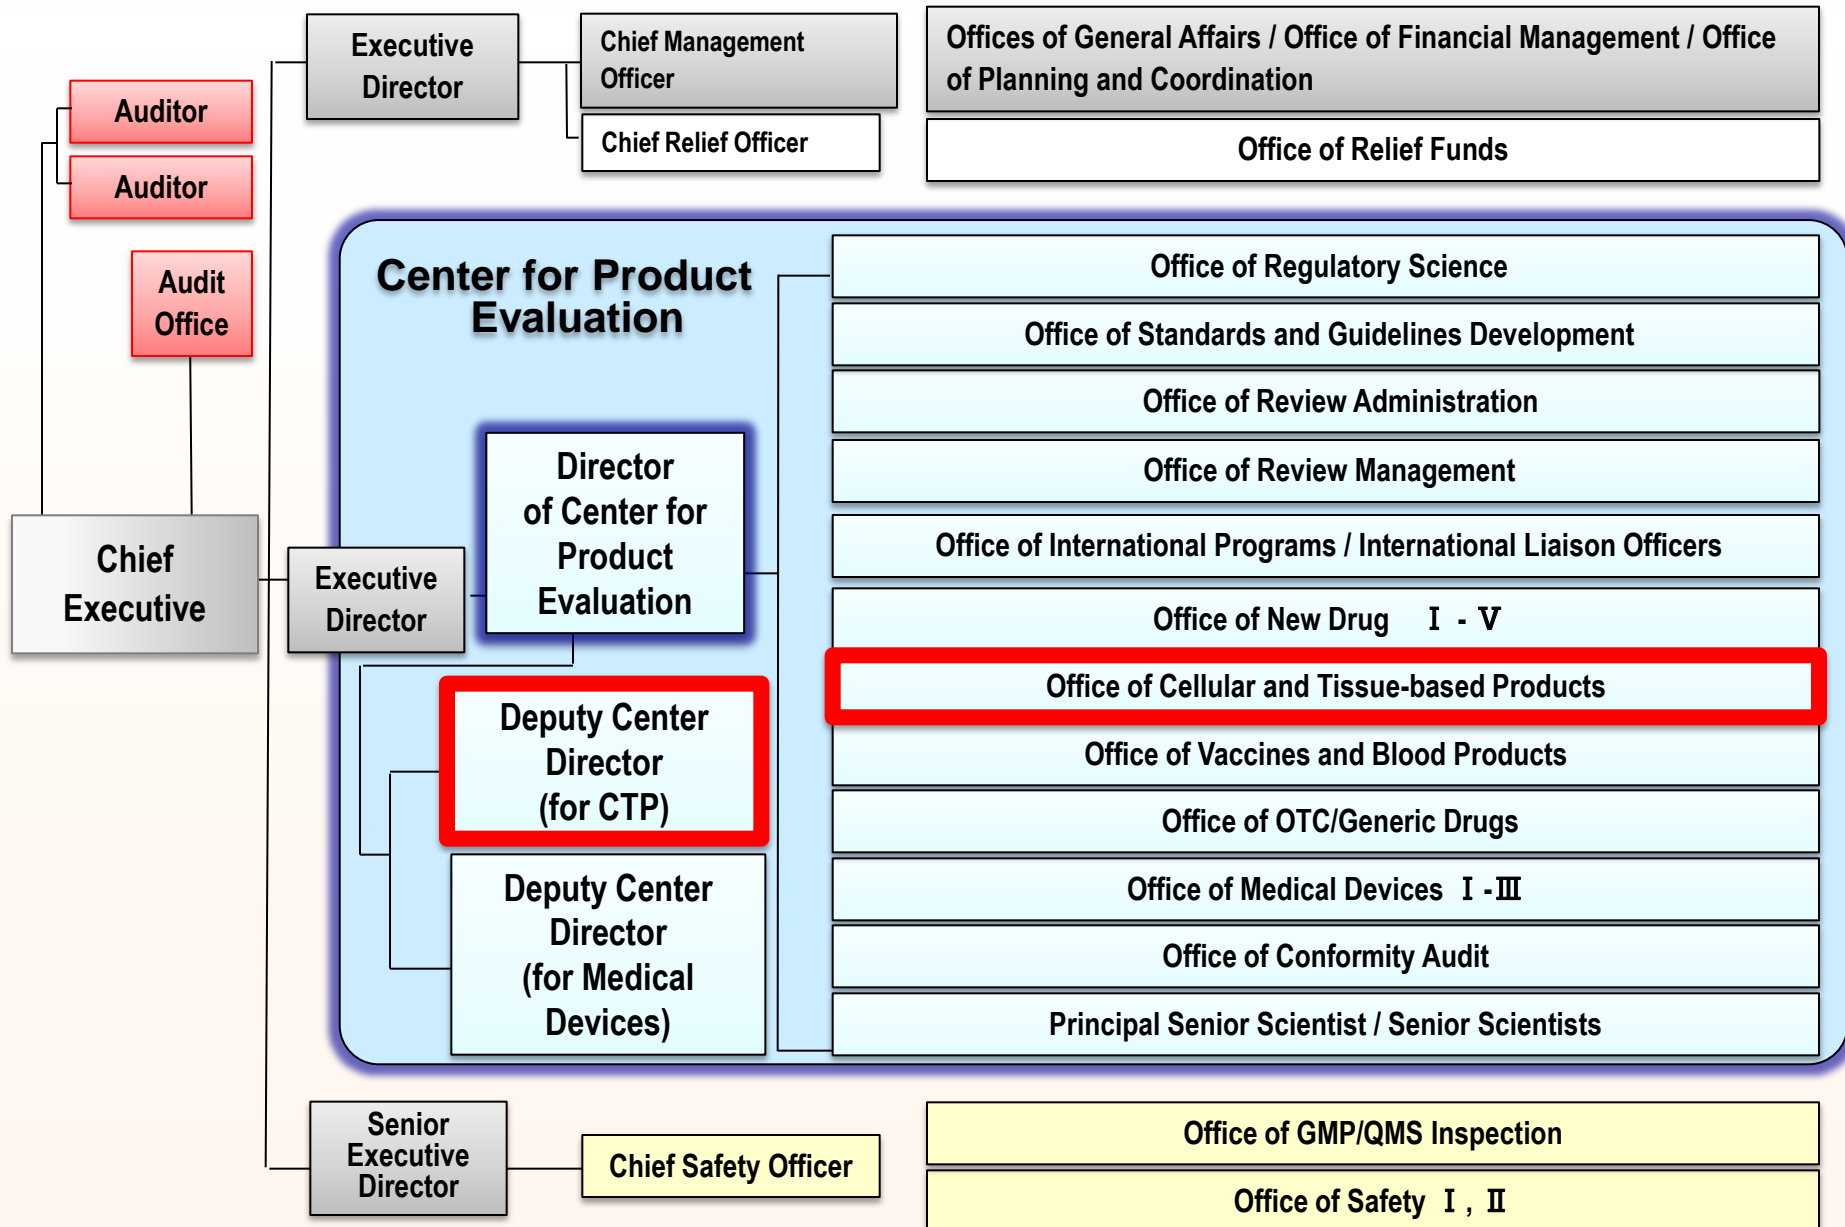 Executive
Director
Chief Management
Officer
Offices of General Affairs / Office of Financial Management / Office
of Planning and Coordination
Chief Relief Officer
Office of Relief Funds
Auditor
Auditor
Audit
Office
Chief
Executive
Executive
Director
Center for Product
Evaluation
Director
of Center for
Product
Evaluation
Deputy Center
Director
(for CTP)
Deputy Center
Director
(for Medical
Devices)
Office of Regulatory Science
Office of Standards and Guidelines Development
Office of Review Administration
Office of Review Management
Office of International Programs / International Liaison Officers
Office of New Drug Ⅰ - Ⅴ
Office of Cellular and Tissue-based Products
Office of Vaccines and Blood Products
Office of OTC/Generic Drugs
Office of Medical Devices Ⅰ -Ⅲ
Office of Conformity Audit
Principal Senior Scientist / Senior Scientists
Senior
Executive
Director
Chief Safety Officer
Office of GMP/QMS Inspection
Office of Safety Ⅰ , Ⅱ